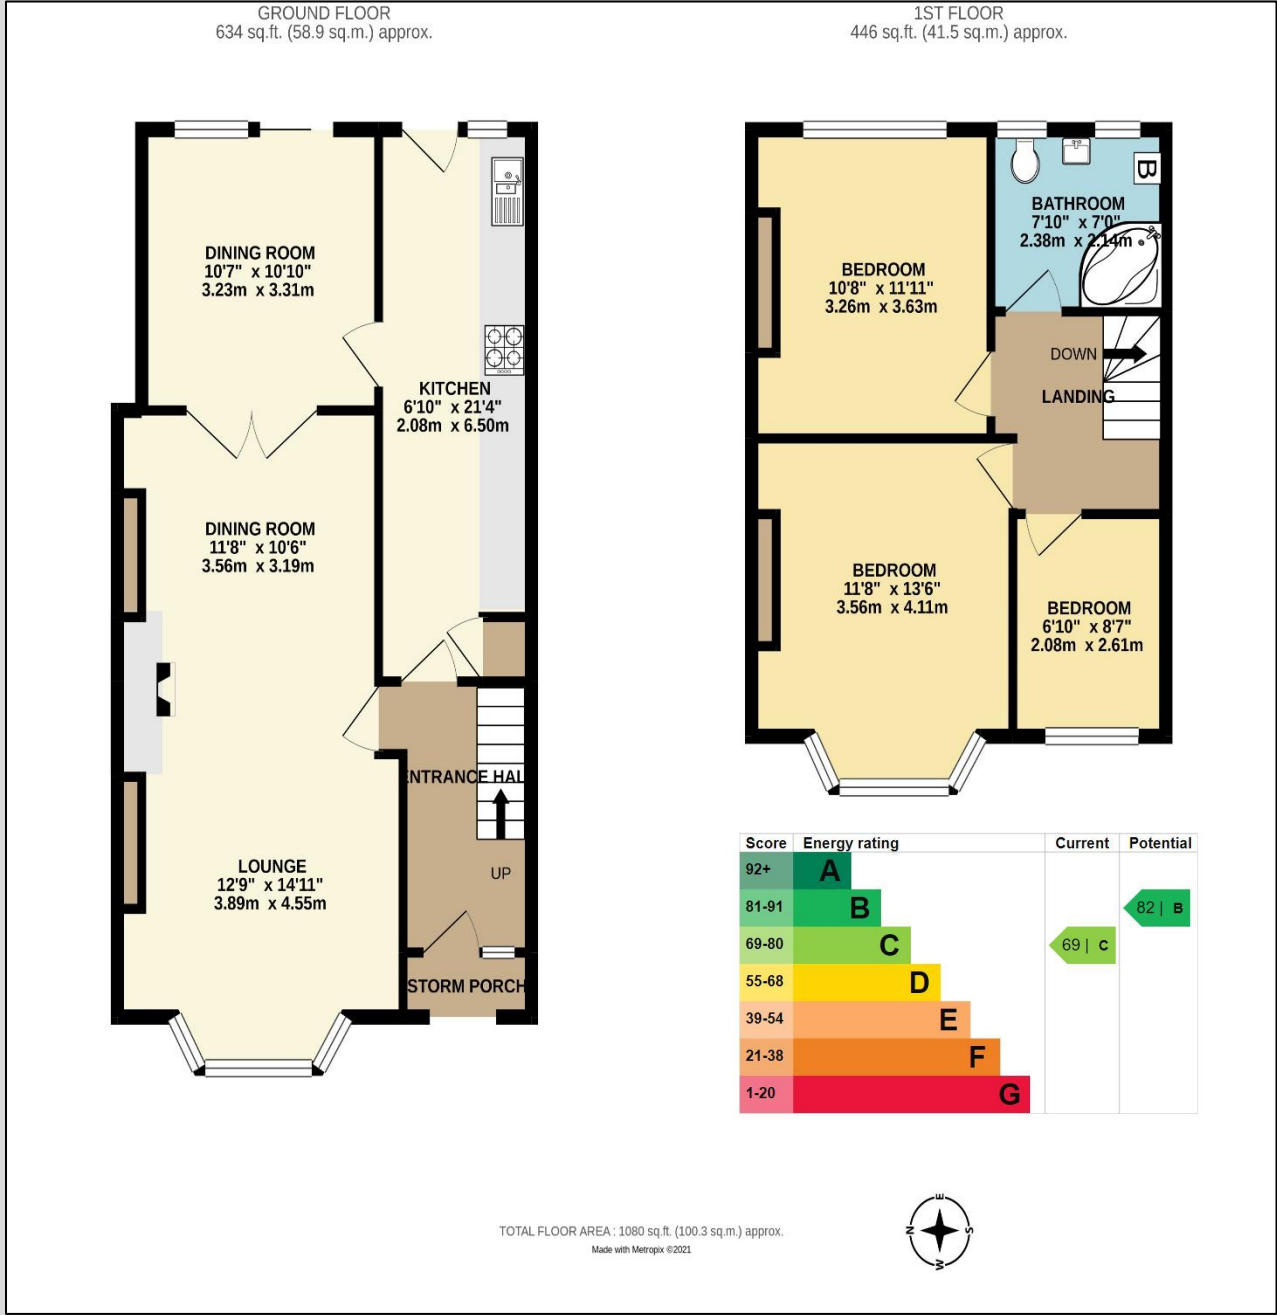 GROUND FLOOR
634 sq.ft. (58.9 sq.m.) approx.
1ST FLOOR
446 sq.ft. (41.5 sq.m.) approx.
DINING ROOM
10'7" x 10'10"
3.23m x 3.31m
KITCHEN
6'10" x 21'4"
2.08m x 6.50m
DINING ROOM
11'8" x 10'6"
3.56m x 3.19m
ENTRANCE HALL
UP
LOUNGE
12'9" x 14'11"
3.89m x 4.55m
STORM PORCH
B
BATHROOM
7'10" x 7'0"
2.38m x 2.14m
BEDROOM
10'8" x 11'11"
3.26m x 3.63m
DOWN
LANDING
BEDROOM
11'8" x 13'6"
3.56m x 4.11m
BEDROOM
6'10" x 8'7"
2.08m x 2.61m
Score Energy rating Current Potential
92+ A
81-91 B 82 | B
69-80 C 69 | C
55-68 D
39-54 E
21-38 F
1-20 G
TOTAL FLOOR AREA : 1080 sq.ft. (100.3 sq.m.) approx.
Made with Metropix ©2021
E
N S
W